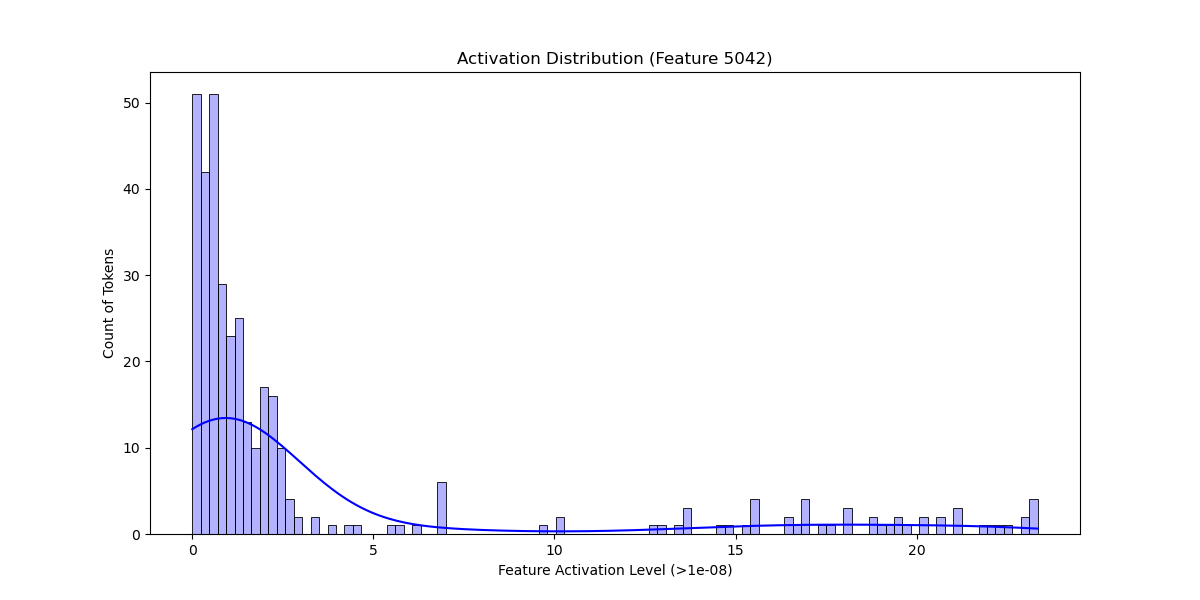 Activation Distribution (Feature 5042)
Count of Tokens
50
40
30
20
10
0
0 5 10 15 20
Feature Activation Level (>1e-08)